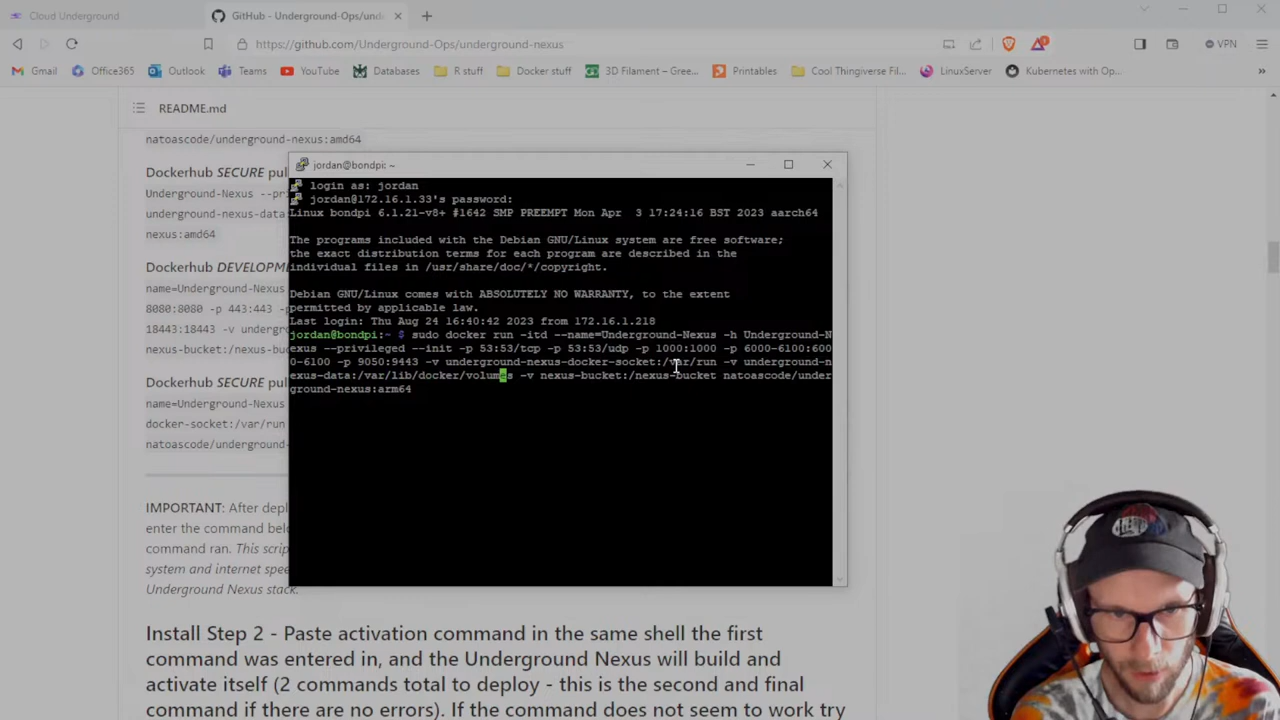 Cloud Underground
GitHub - Underground-Ops/und
https://github.com/Underground-Ops/underground-nexus
VPN
Gmail
Office365
Outlook
Teams
YouTube
Databases
R stuff
Docker stuff
3D Filament – Gree...
Printables
Cool Thingiverse Fil...
LinuxServer
Kubernetes with Op...
README.md
natoascode/underground-nexus:amd64
Dockerhub SECURE pul
Underground-Nexus --pr
underground-nexus-data
nexus:amd64
Dockerhub DEVELOPM
name=Underground-Nexus
8080:8080 -p 443:443
18443:18443 -v undergr
docker-socket:/var/run
natoascode/underground
IMPORTANT: After depl
enter the command bel
command ran. This scrip
system and internet spee
Underground Nexus stack.
jordan@bondpi: ~
login as: jordan
jordan@172.16.1.33's password:
Linux bondpi 6.1.21-v8+ #1642 SMP PREEMPT Mon Apr  3 17:24:16 BST 2023 aarch64
The programs included with the Debian GNU/Linux system are free software;
the exact distribution terms for each program are described in the
individual files in /usr/share/doc/*/copyright.
Debian GNU/Linux comes with ABSOLUTELY NO WARRANTY, to the extent
permitted by applicable law.
Last login: Thu Aug 24 16:40:42 2023 from 172.16.1.218
jordan@bondpi:~ $ sudo docker run -itd --name=Underground-Nexus -h Underground-N
exus --privileged --init -p 53:53/tcp -p 53:53/udp -p 1000:1000 -p 6000-6100:600
0-6100 -p 9050:9443 -v underground-nexus-docker-socket:/var/run -v underground-n
exus-data:/var/lib/docker/volumes -v nexus-bucket:/nexus-bucket natoascode/under
ground-nexus:arm64
Install Step 2 - Paste activation command in the same shell the first
command was entered in, and the Underground Nexus will build and
activate itself (2 commands total to deploy - this is the second and final
command if there are no errors). If the command does not seem to work try